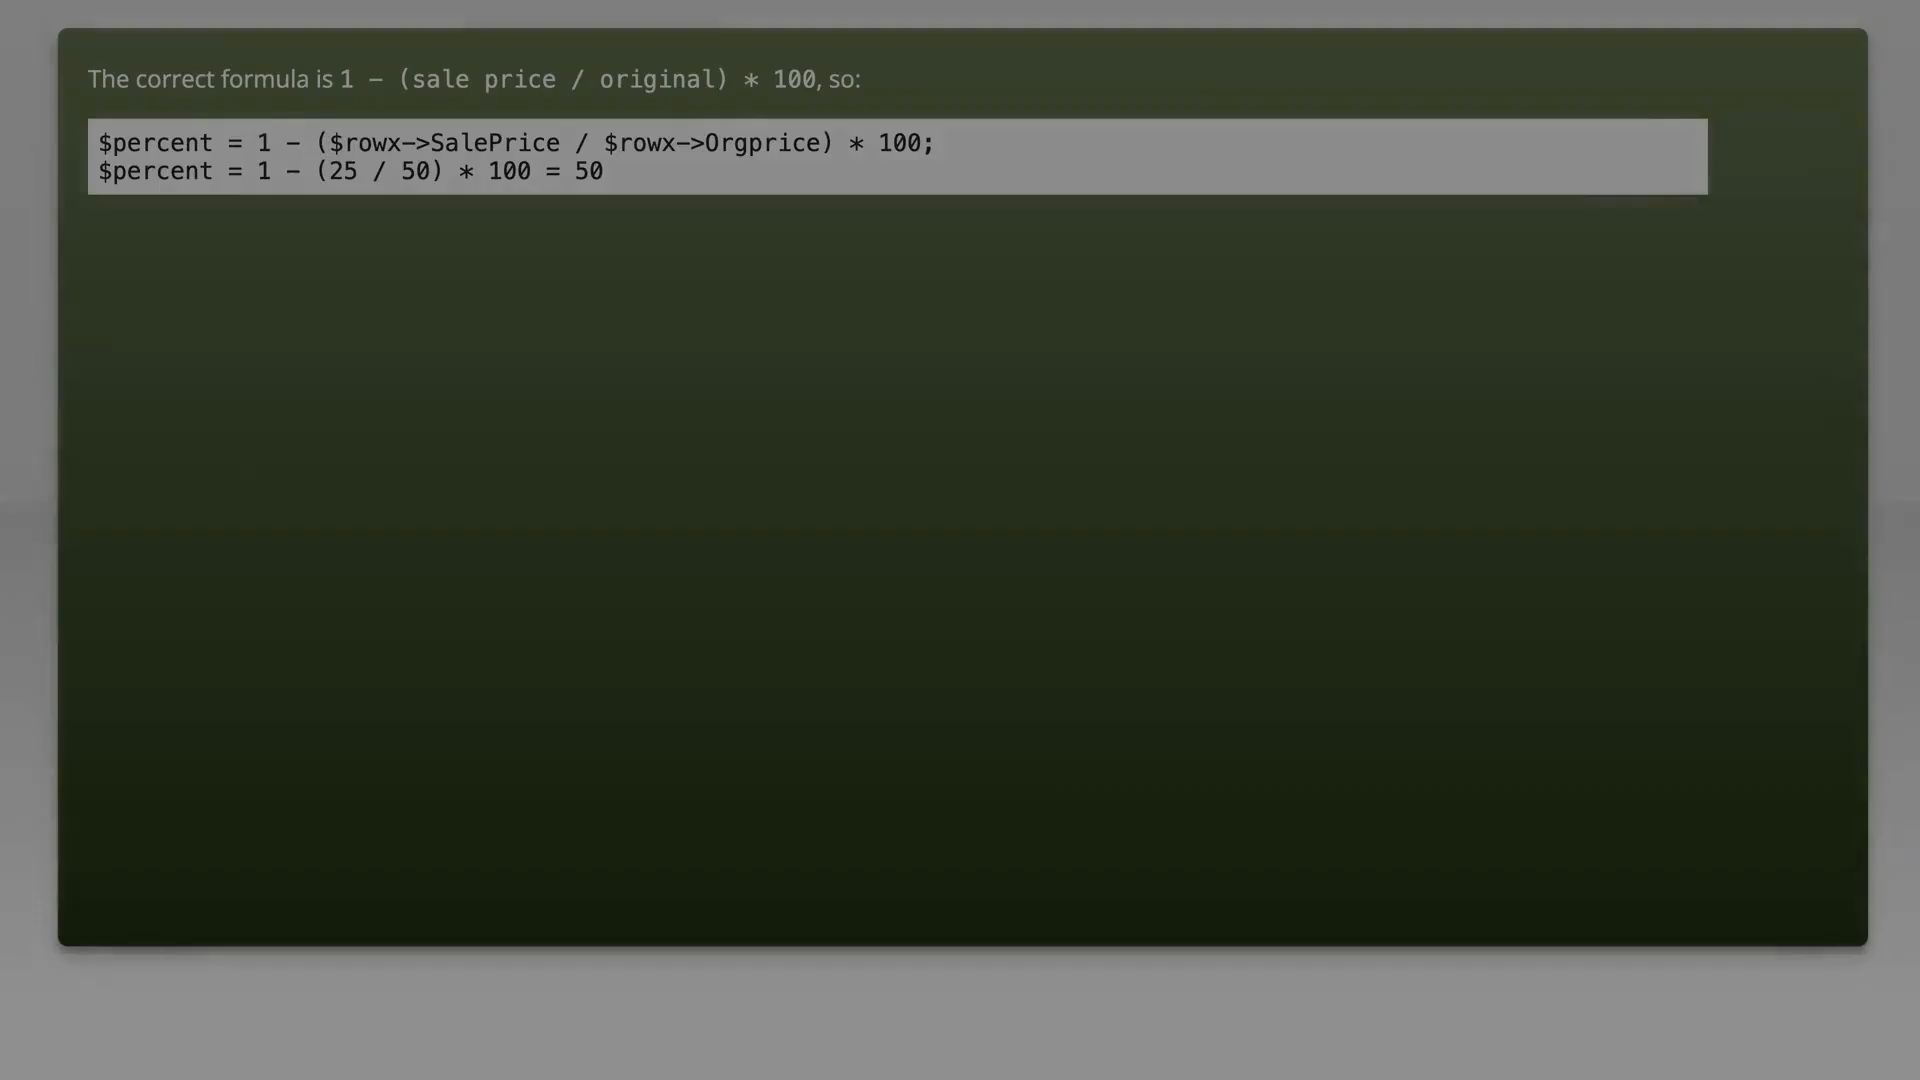 The correct formula is 1 - (sale price / original) * 100, so:
$percent = 1 - ($rowx->SalePrice / $rowx->Orgprice) * 100;
$percent = 1 - (25 / 50) * 100 = 50